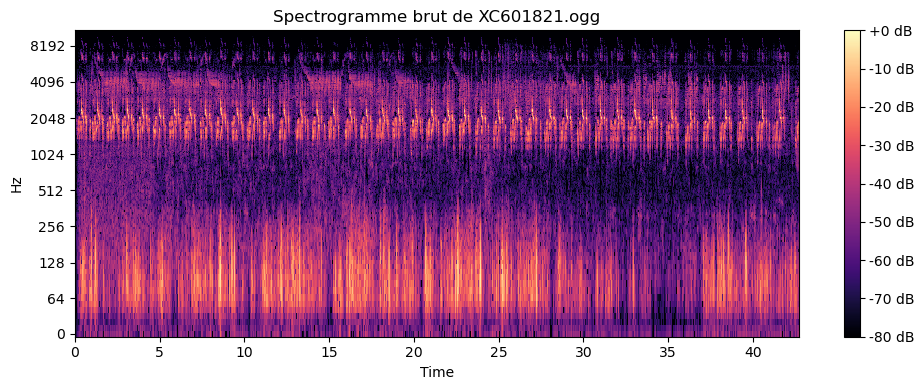 Spectrogramme brut de XC601821.ogg
8192
4096
2048
1024
512
256
128
64
0
Hz
0 5 10 15 20 25 30 35 40
Time
+0 dB
-10 dB
-20 dB
-30 dB
-40 dB
-50 dB
-60 dB
-70 dB
-80 dB